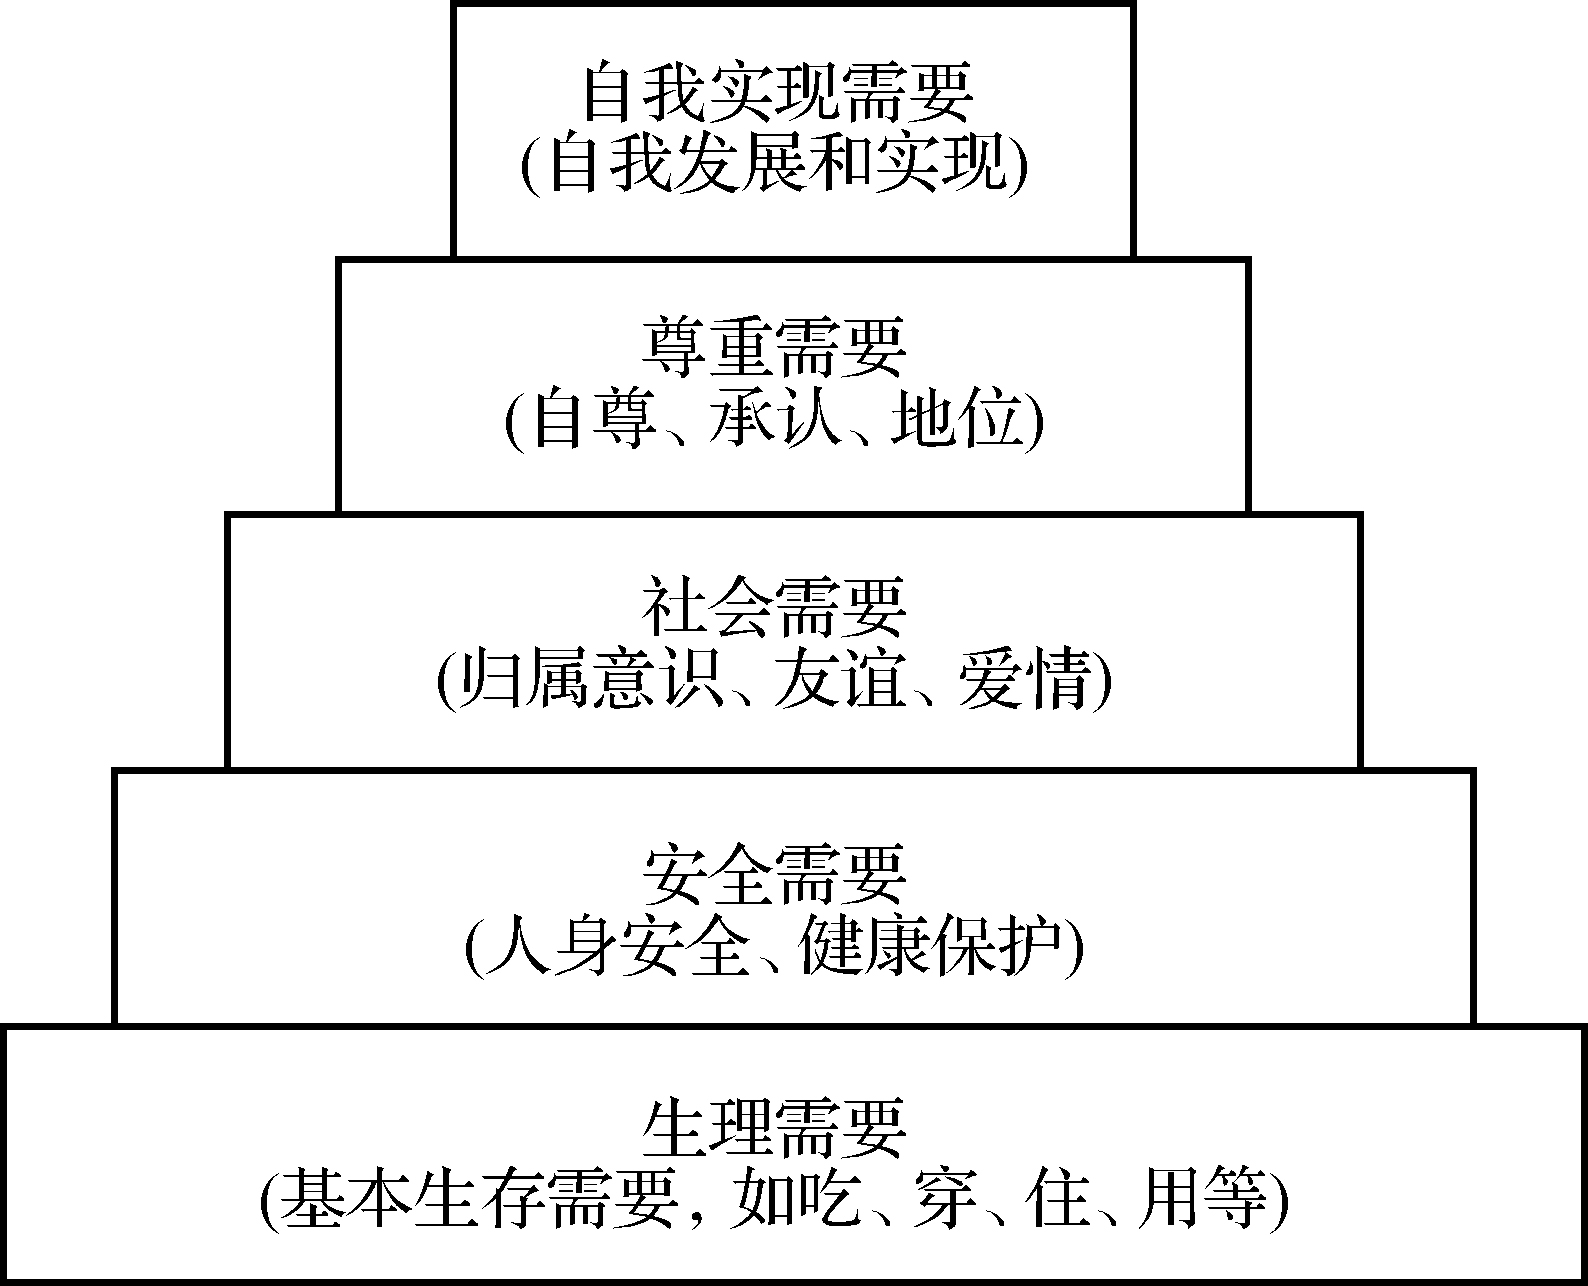 自我实现需要
(自我发展和实现)
尊重需要
(自尊、承认、地位)
社会需要
(归属意识、友谊、爱情)
安全需要
(人身安全、健康保护)
生理需要
(基本生存需要, 如吃、穿、住、用等)